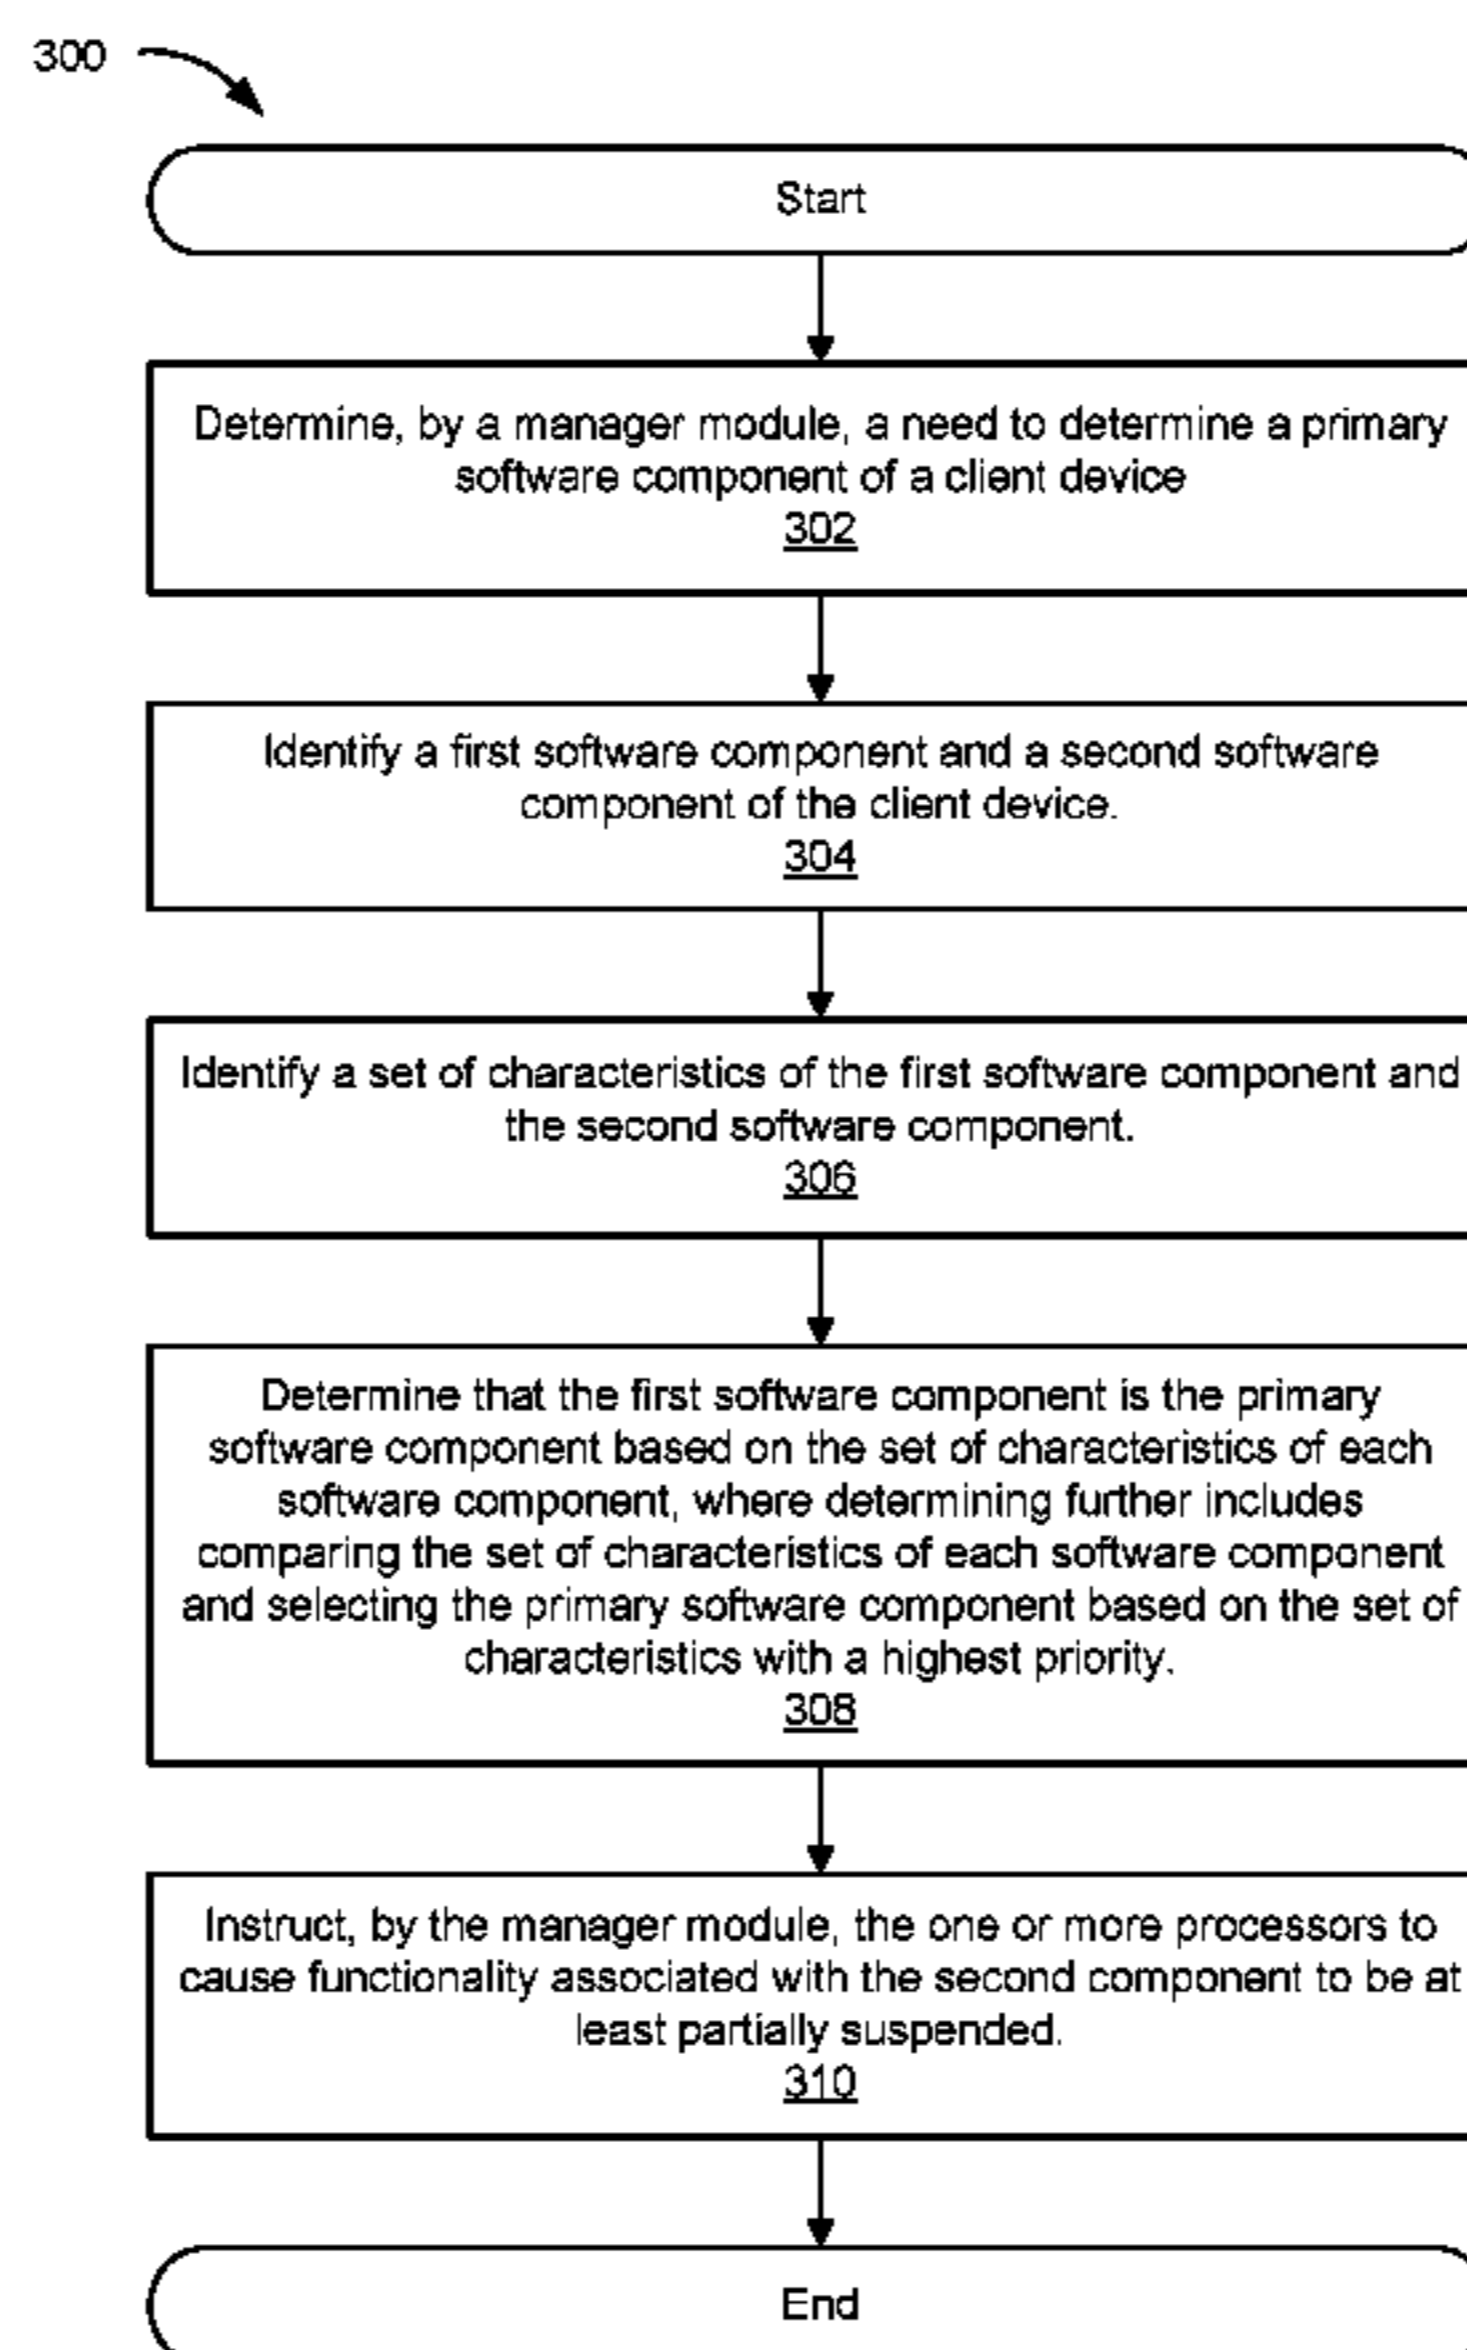 300
Start
Determine, by a manager module, a need to determine a primary
software component of a client device
302
Identify a first software component and a second software
component of the client device.
304
Identify a set of characteristics of the first software component and
the second software component.
306
Determine that the first software component is the primary
software component based on the set of characteristics of each
software component, where determining further includes
comparing the set of characteristics of each software component
and selecting the primary software component based on the set of
characteristics with a highest priority.
308
Instruct, by the manager module, the one or more processors to
cause functionality associated with the second component to be at
least partially suspended.
310
End